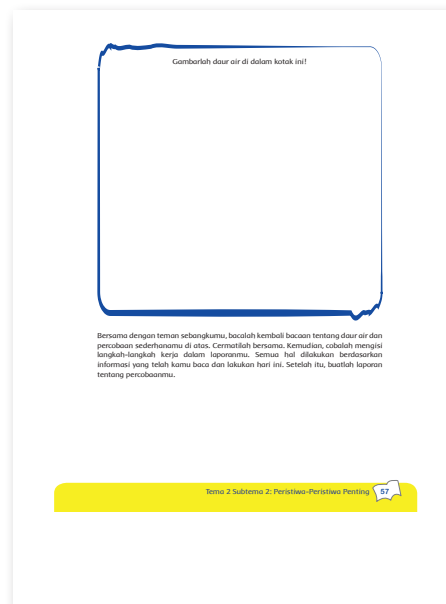 Gambarlah daur air di dalam kotak ini!
Bersama dengan teman sebangkumu, bacalah kembali bacaan tentang daur air dan
percobaan sederhanamu di atas. Cermatilah bersama. Kemudian, cobalah mengisi
langkah-langkah kerja dalam laporanmu. Semua hal dilakukan berdasarkan
informasi yang telah kamu baca dan lakukan hari ini. Setelah itu, buatlah laporan
tentang percobaanmu.
Tema 2 Subtema 2: Peristiwa-Peristiwa Penting 57